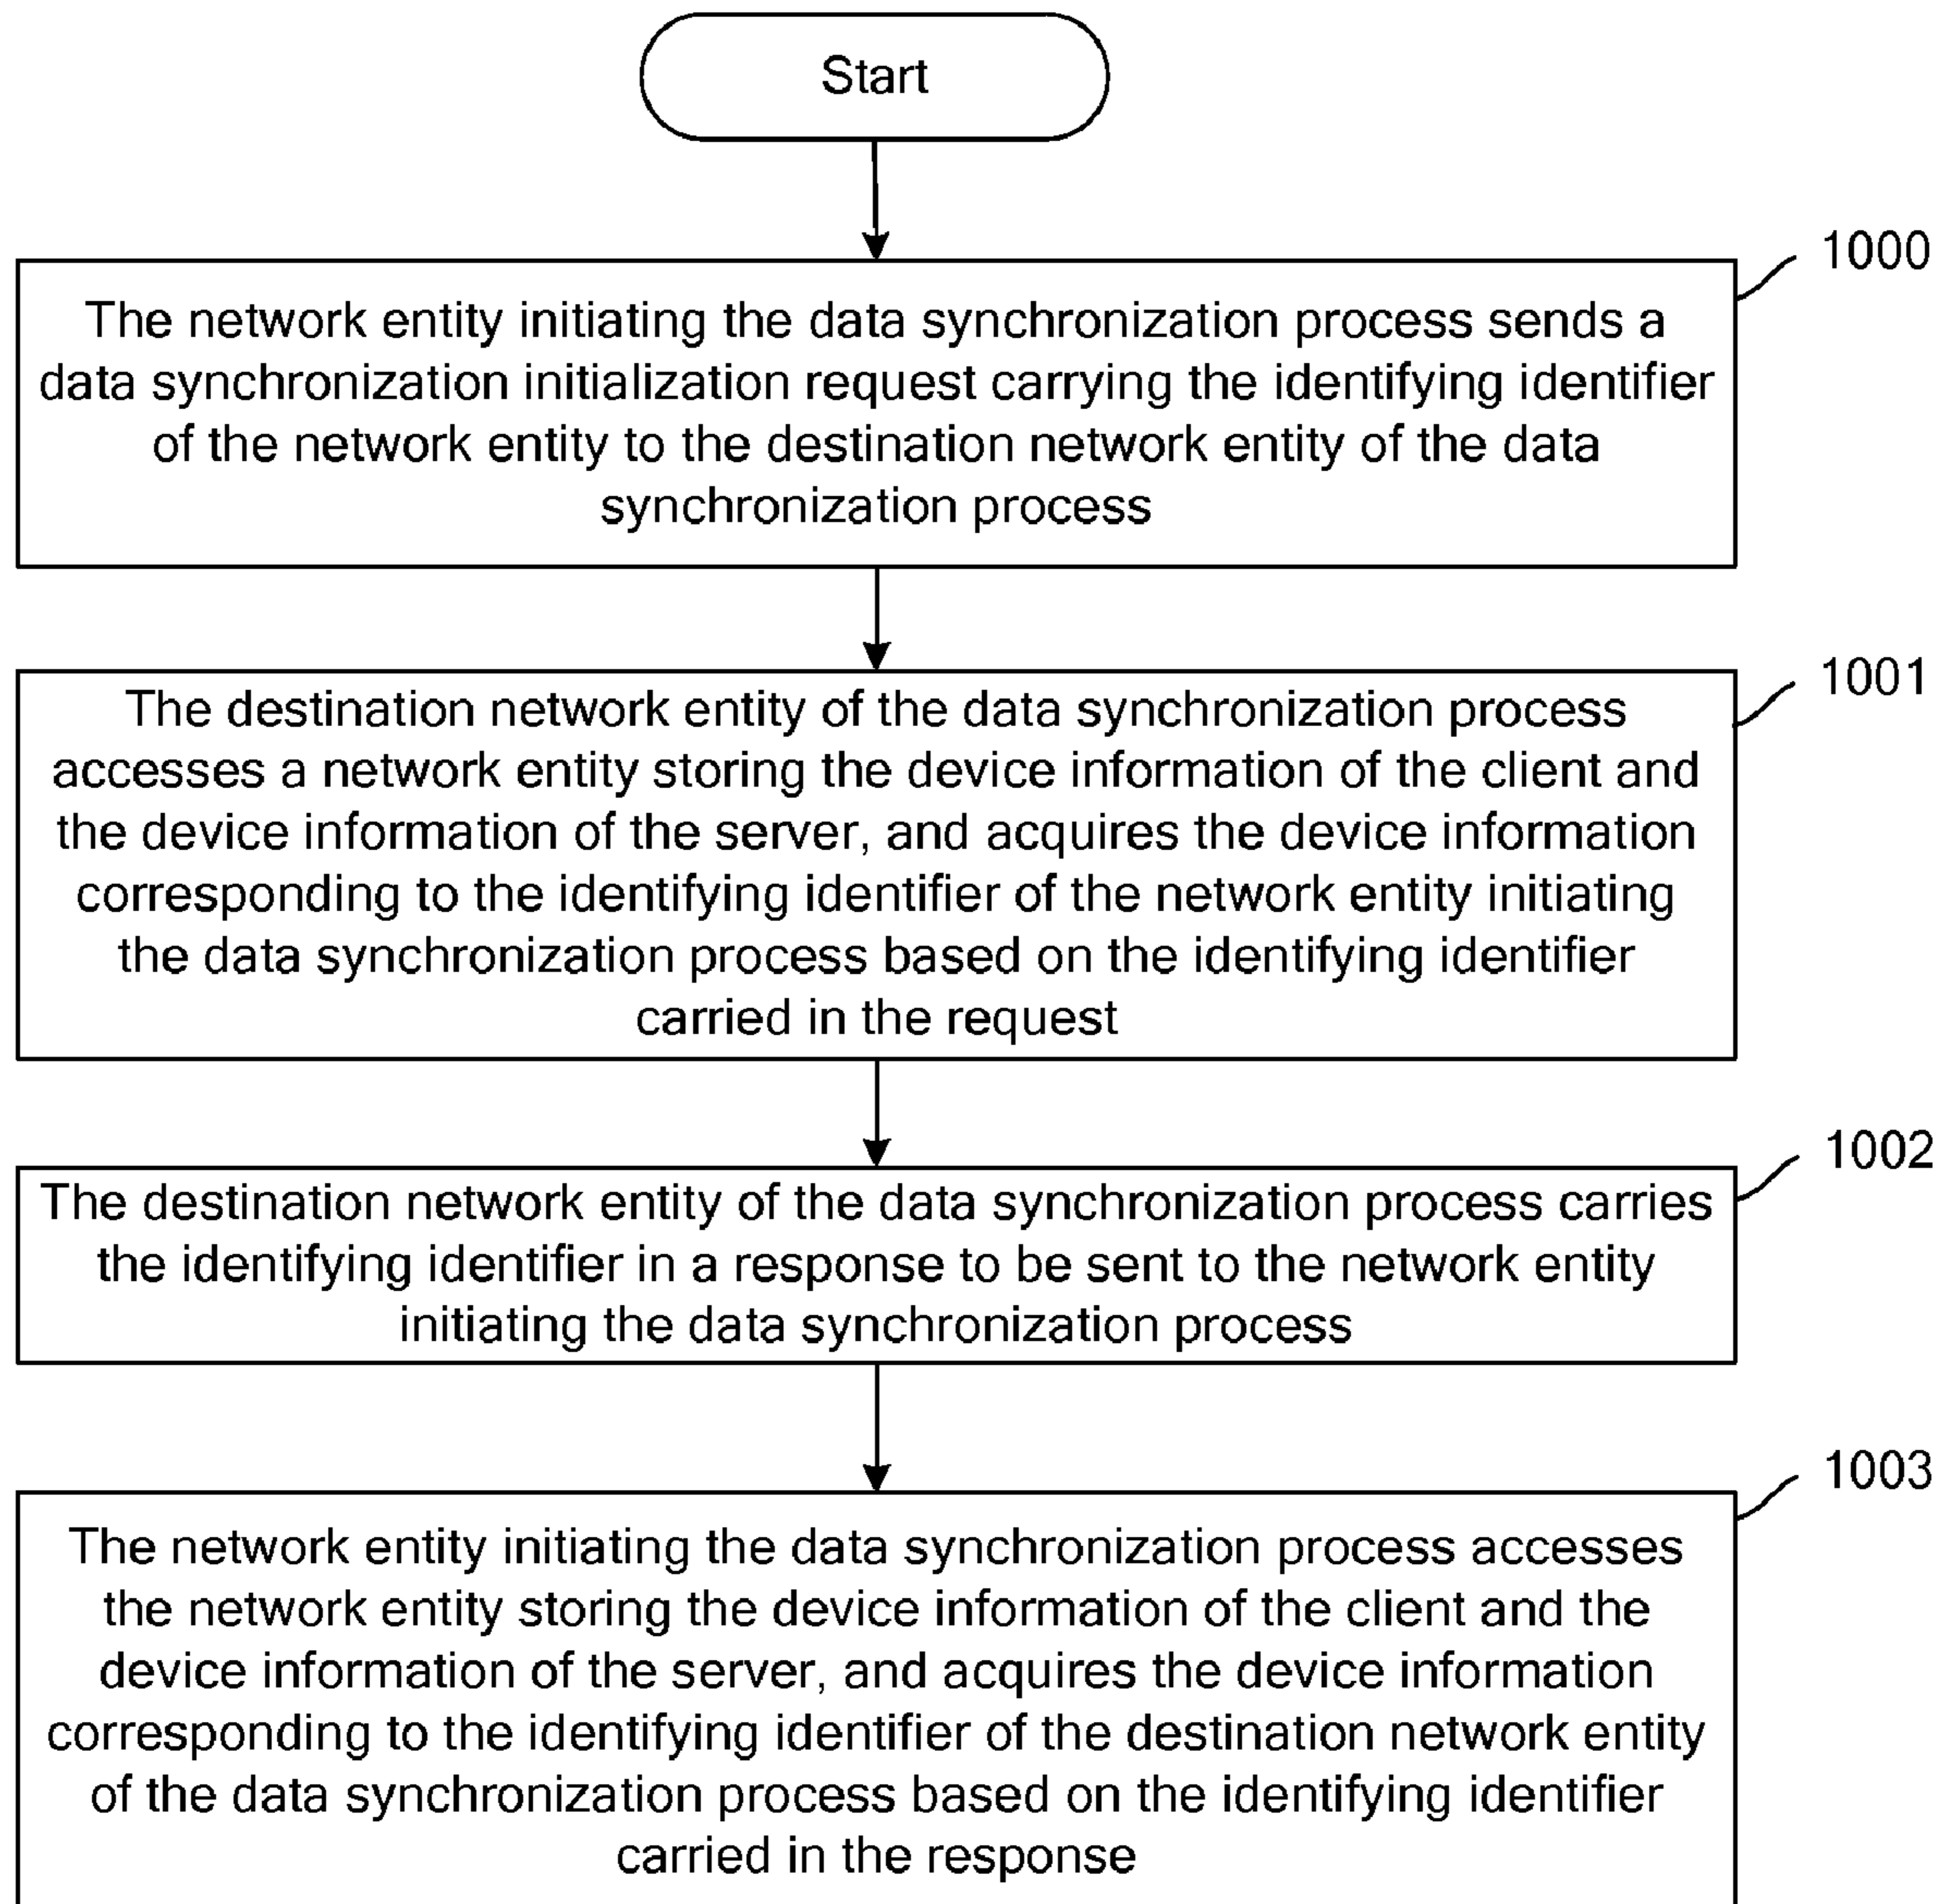 Start
1000
The network entity initiating the data synchronization process sends a
data synchronization initialization request carrying the identifying identifier
of the network entity to the destination network entity of the data
synchronization process
1001
The destination network entity of the data synchronization process
accesses a network entity storing the device information of the client and
the device information of the server, and acquires the device information
corresponding to the identifying identifier of the network entity initiating
the data synchronization process based on the identifying identifier
carried in the request
1002
The destination network entity of the data synchronization process carries
the identifying identifier in a response to be sent to the network entity
initiating the data synchronization process
1003
The network entity initiating the data synchronization process accesses
the network entity storing the device information of the client and the
device information of the server, and acquires the device information
corresponding to the identifying identifier of the destination network entity
of the data synchronization process based on the identifying identifier
carried in the response